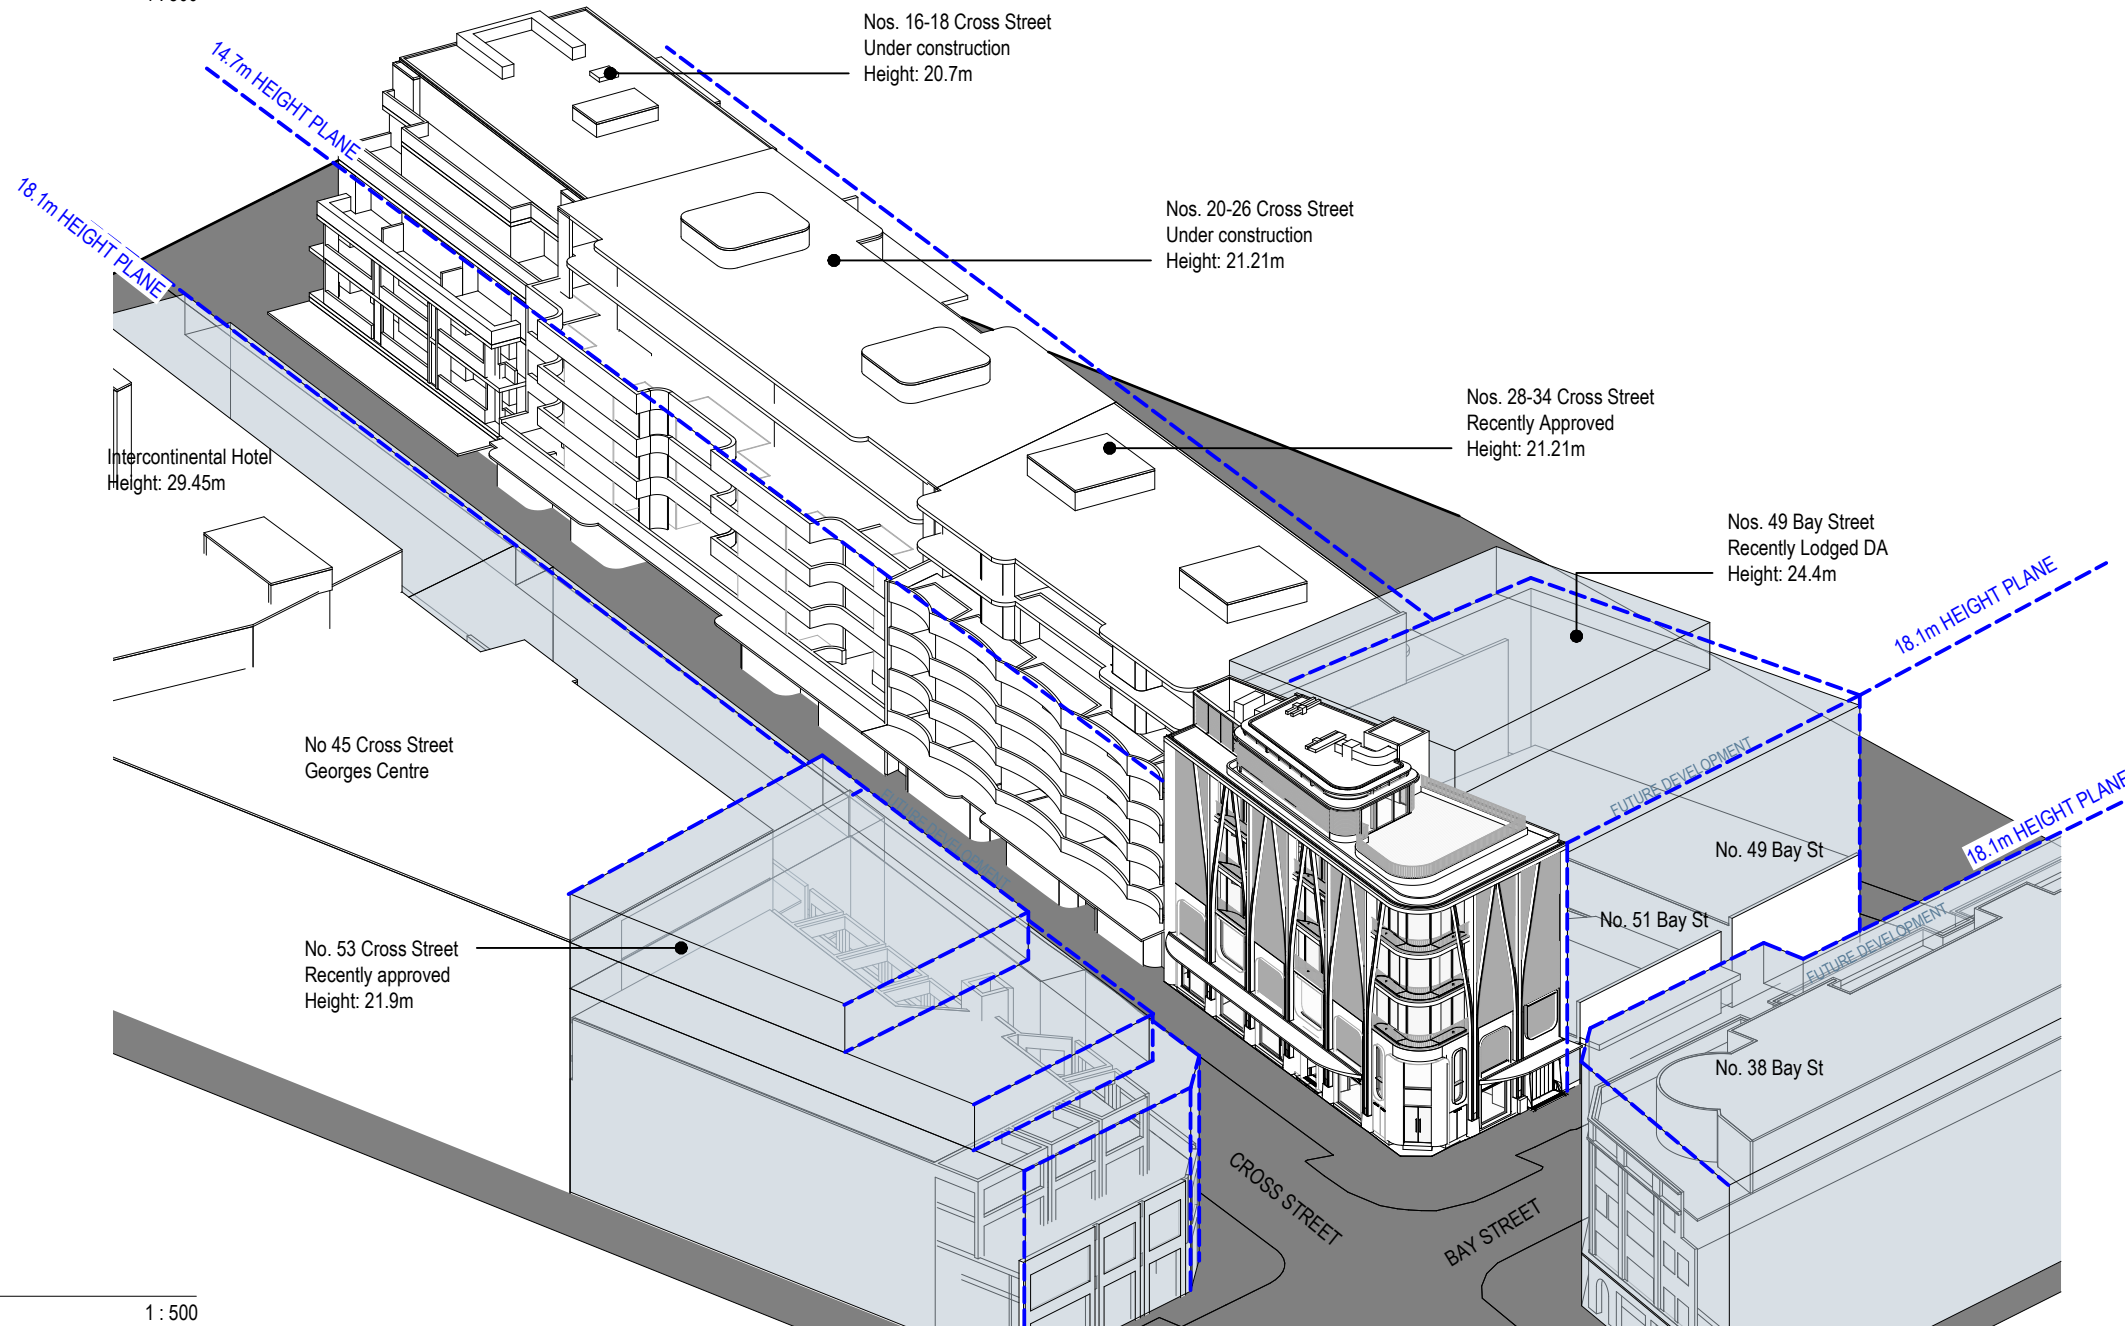 Nos. 16-18 Cross Street
Under construction
Height: 20.7m
14.7m HEIGHT PLANE
18.1m HEIGHT PLANE
Nos. 20-26 Cross Street
Under construction
Height: 21.21m
Nos. 28-34 Cross Street
Recently Approved
Height: 21.21m
Intercontinental Hotel
Height: 29.45m
Nos. 49 Bay Street
Recently Lodged DA
Height: 24.4m
18.1m HEIGHT PLANE
No 45 Cross Street
Georges Centre
FUTURE DEVELOPMENT
FUTURE DEVELOPMENT
18.1m HEIGHT PLANE
No. 49 Bay St
No. 51 Bay St
FUTURE DEVELOPMENT
No. 53 Cross Street
Recently approved
Height: 21.9m
No. 38 Bay St
CROSS STREET
BAY STREET
1 : 500